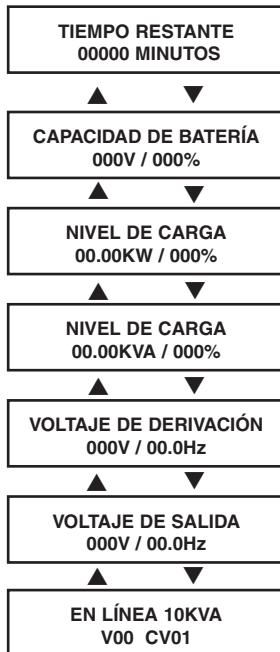 TIEMPO RESTANTE
00000 MINUTOS
CAPACIDAD DE BATERÍA
000V / 000%
NIVEL DE CARGA
00.00KW / 000%
NIVEL DE CARGA
00.00KVA / 000%
VOLTAJE DE DERIVACIÓN
000V / 00.0Hz
VOLTAJE DE SALIDA
000V / 00.0Hz
EN LÍNEA 10KVA
V00 CV01